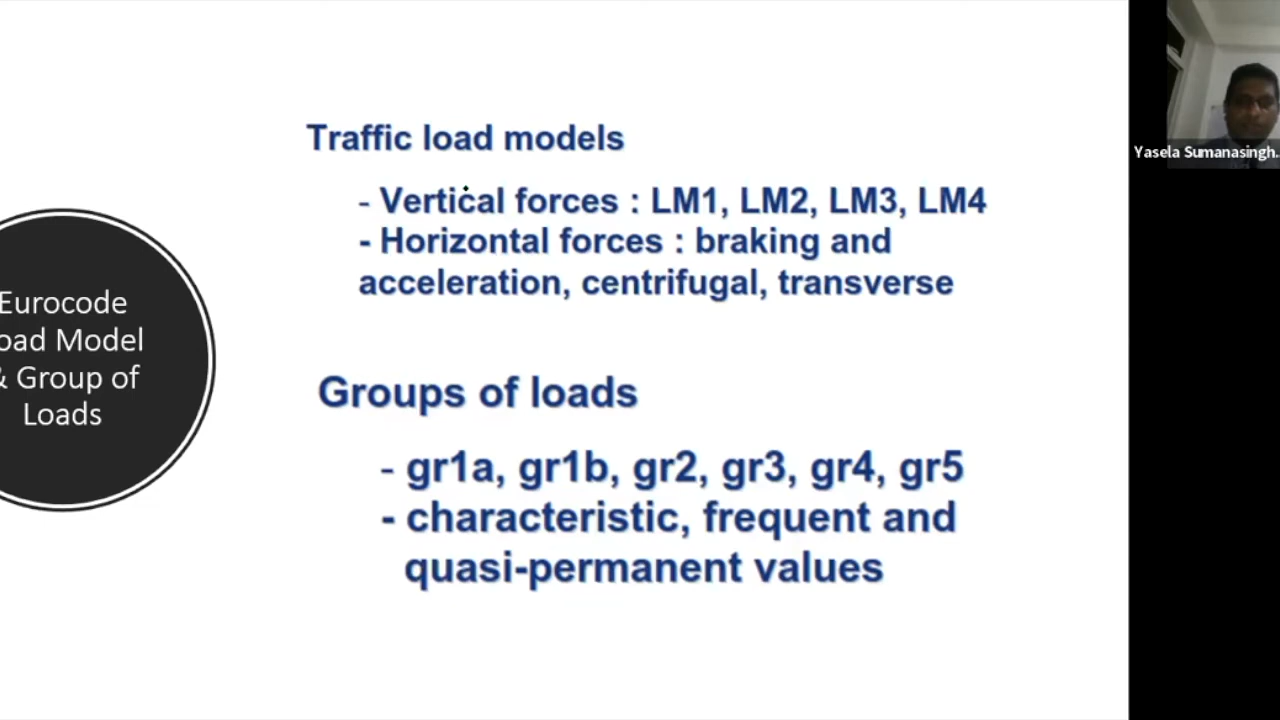 Traffic load models
- Vertical forces : LM1, LM2, LM3, LM4
- Horizontal forces : braking and
acceleration, centrifugal, transverse
Eurocode
oad Model
& Group of
Loads
Groups of loads
- gr1a, gr1b, gr2, gr3, gr4, gr5
- characteristic, frequent and
quasi-permanent values
Yasela Sumanasingh...